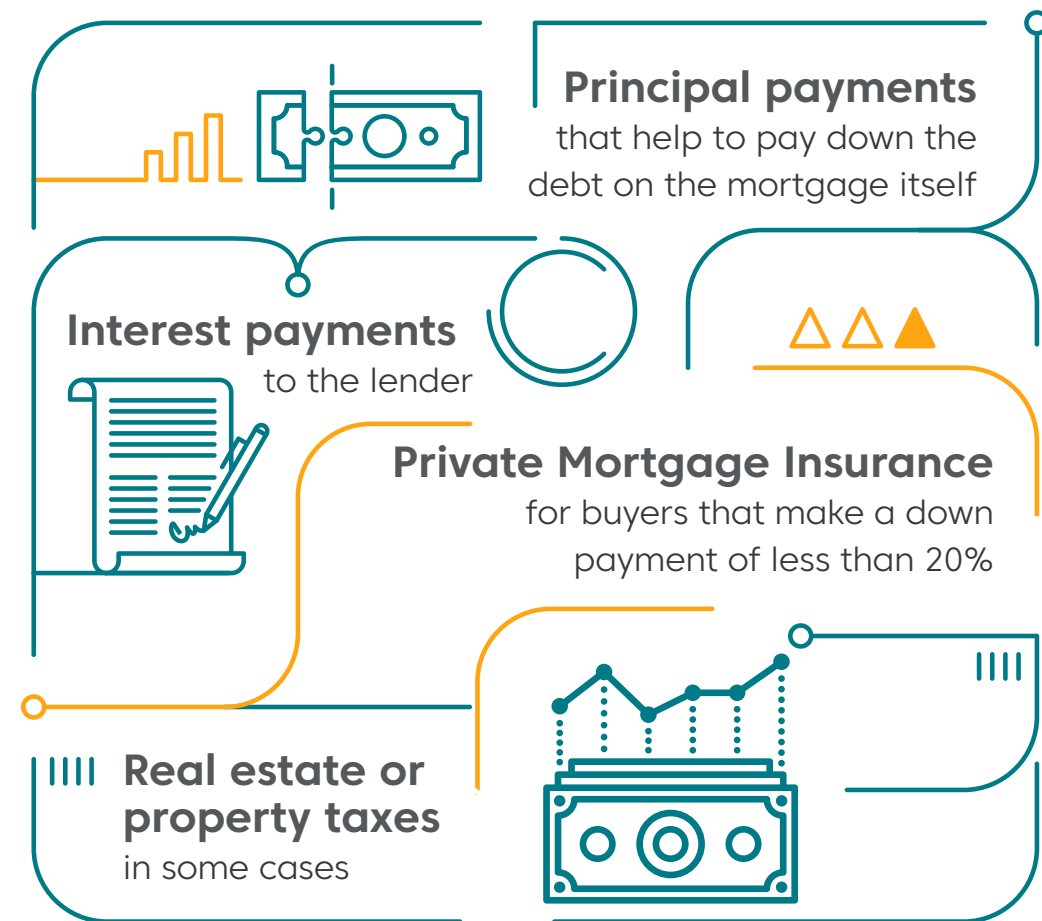 Principal payments
that help to pay down the
debt on the mortgage itself
Interest payments
to the lender
Private Mortgage Insurance
for buyers that make a down
payment of less than 20%
Real estate or
property taxes
in some cases